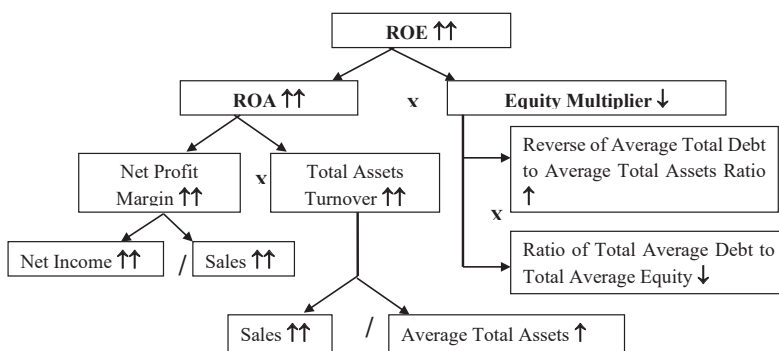 ROE ↑↑
ROA ↑↑
x
Equity Multiplier ↓
Net Profit
Margin ↑↑
x
Total Assets
Turnover ↑↑
Reverse of Average Total Debt
to Average Total Assets Ratio
↑
x
Net Income ↑↑
/
Sales ↑↑
Ratio of Total Average Debt to
Total Average Equity ↓
Sales ↑↑
/
Average Total Assets ↑